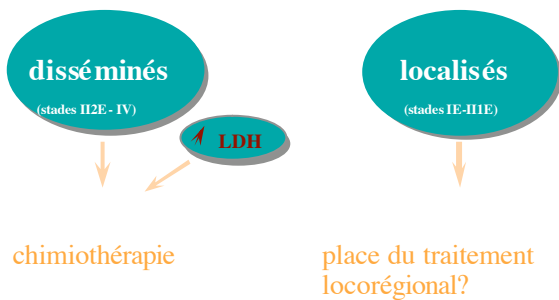 disséminés
(stades II2E - IV)
LDH
chimiothérapie
localisés
(stades IE-II1E)
place du traitement
locorégional?